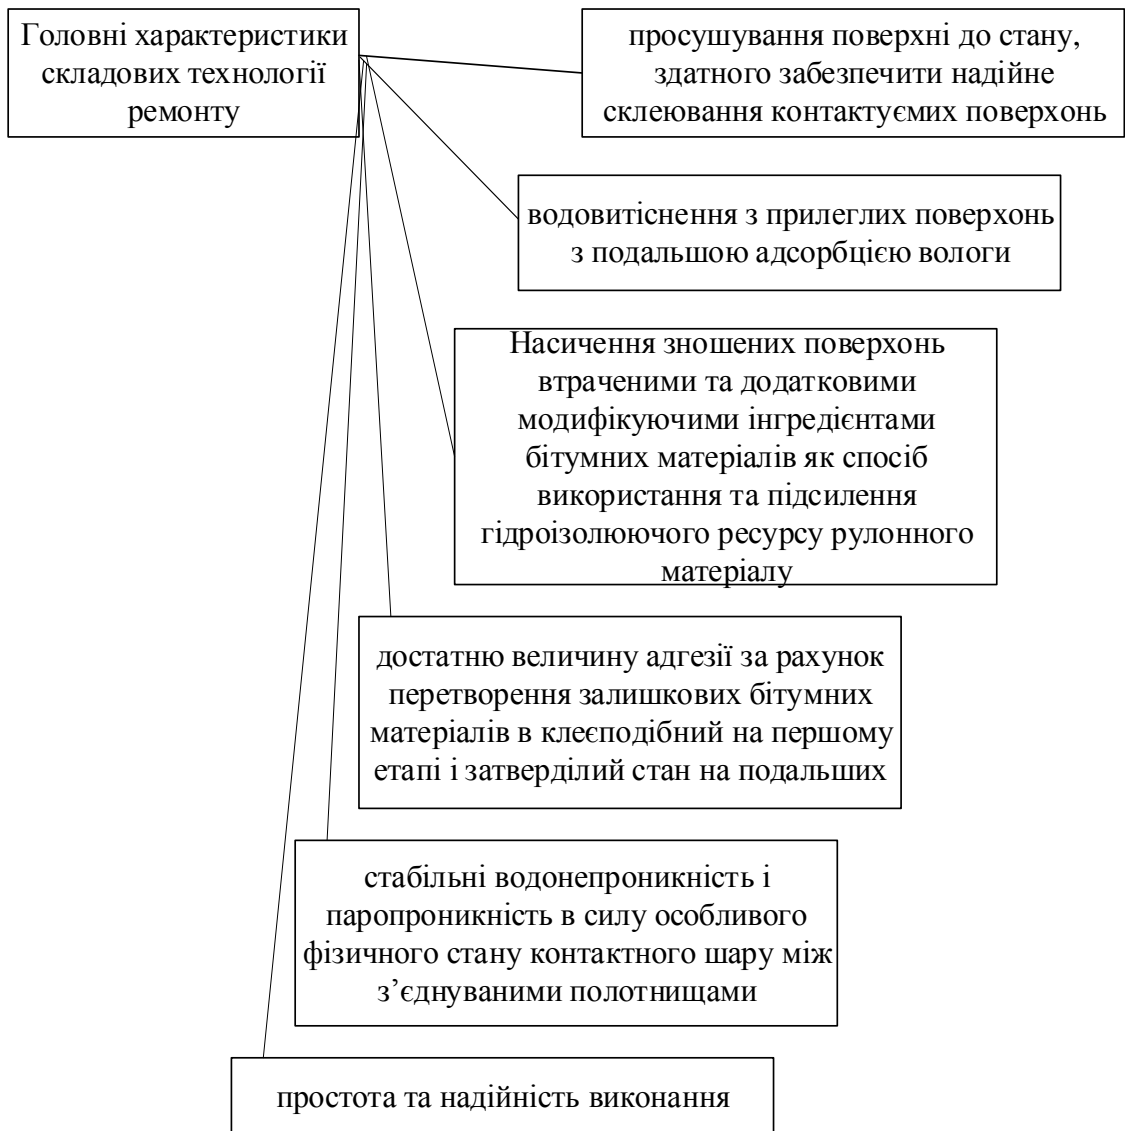 Головні характеристики
складових технології
ремонту
просушування поверхні до стану,
здатного забезпечити надійне
склеювання контактуємих поверхонь
водовитіснення з прилеглих поверхонь
з подальшою адсорбцією вологи
Насичення зношених поверхонь
втраченими та додатковими
модифікуючими інгредієнтами
бітумних матеріалів як спосіб
використання та підсилення
гідроізолюючого ресурсу рулонного
матеріалу
достатню величину адгезії за рахунок
перетворення залишкових бітумних
матеріалів в клеєподібний на першому
етапі і затверділий стан на подальших
стабільні водонепроникність і
паропроникність в силу особливого
фізичного стану контактного шару між
з’єднуваними полотнищами
простота та надійність виконання